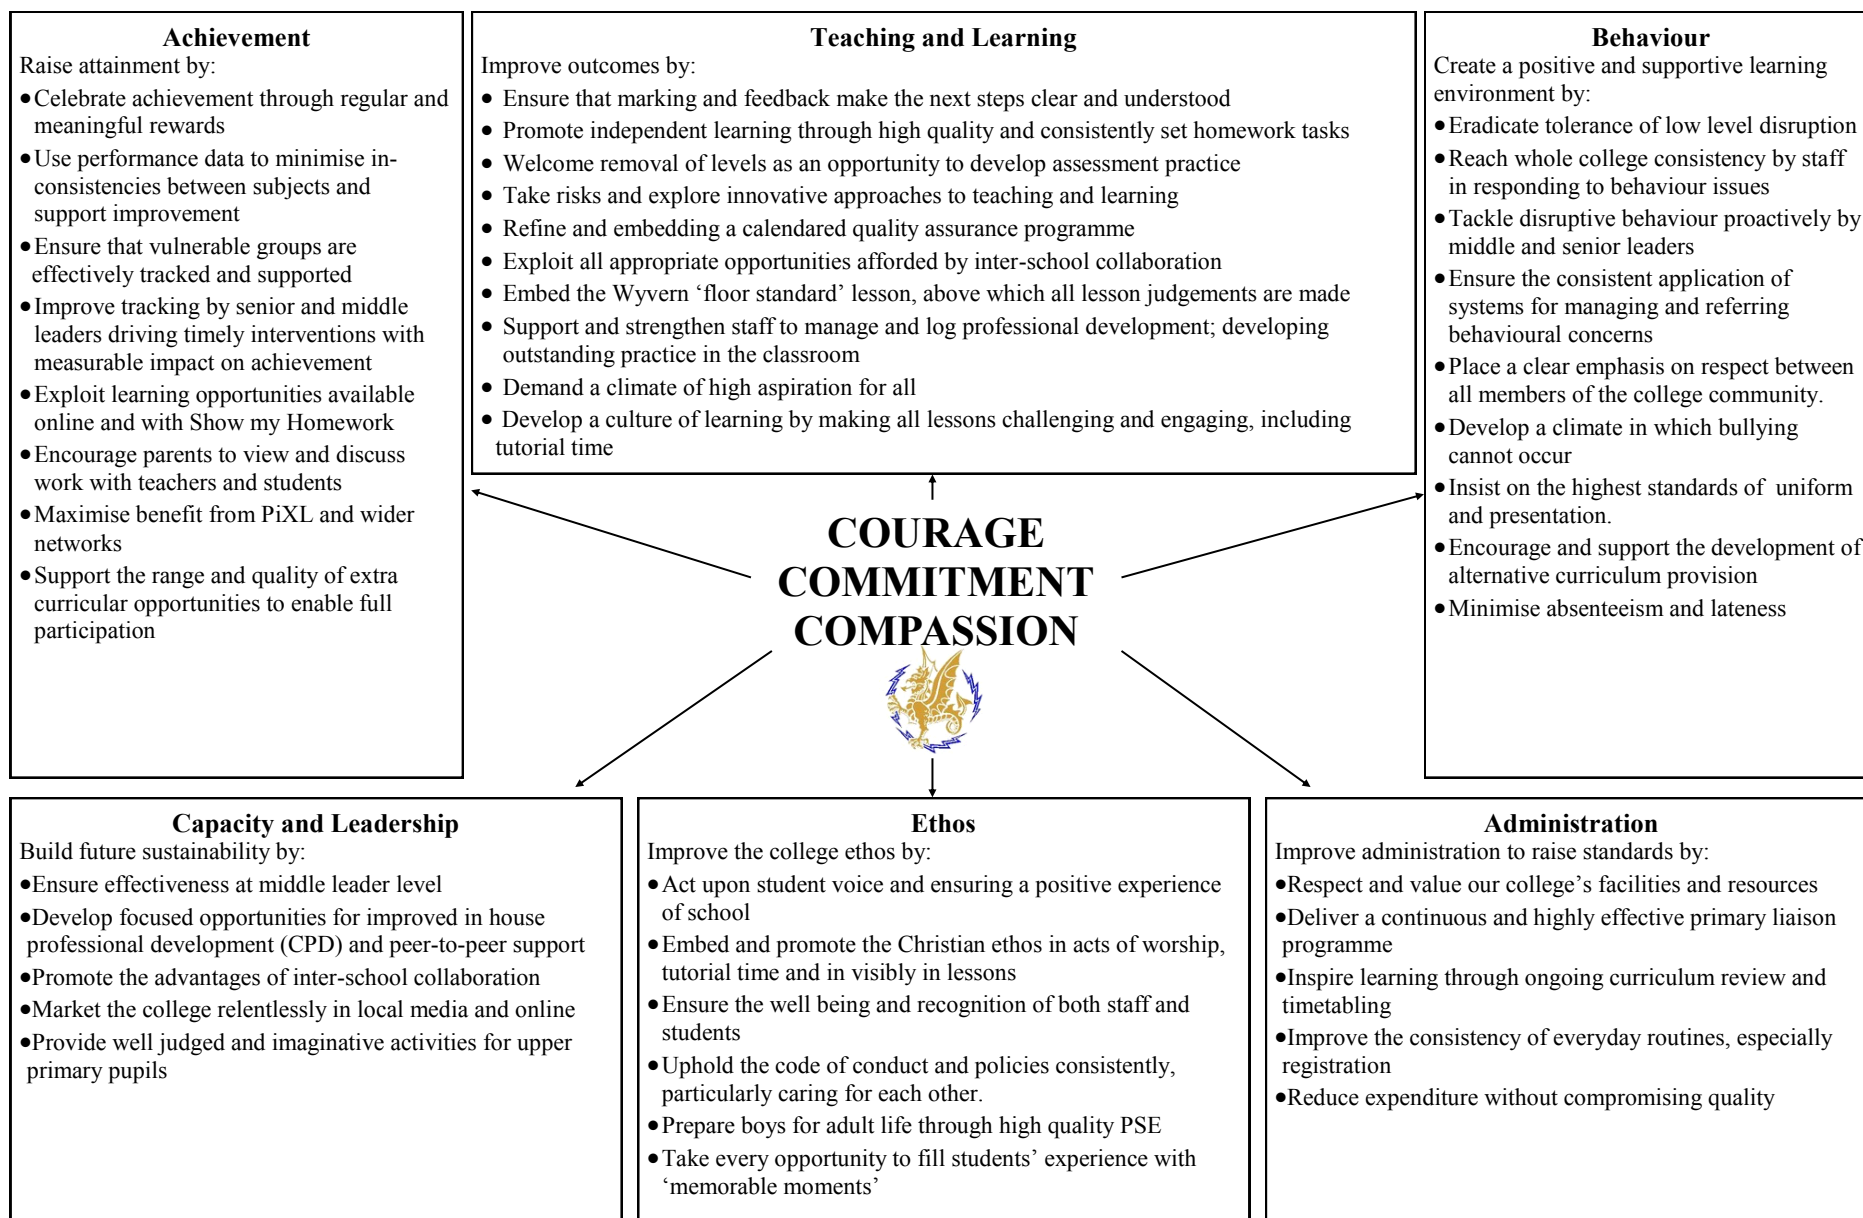 Achievement
Raise attainment by:
•Celebrate achievement through regular and
meaningful rewards
•Use performance data to minimise in-
consistencies between subjects and
support improvement
•Ensure that vulnerable groups are
effectively tracked and supported
•Improve tracking by senior and middle
leaders driving timely interventions with
measurable impact on achievement
•Exploit learning opportunities available
online and with Show my Homework
•Encourage parents to view and discuss
work with teachers and students
•Maximise benefit from PiXL and wider
networks
•Support the range and quality of extra
curricular opportunities to enable full
participation
Teaching and Learning
Improve outcomes by:
• Ensure that marking and feedback make the next steps clear and understood
• Promote independent learning through high quality and consistently set homework tasks
• Welcome removal of levels as an opportunity to develop assessment practice
• Take risks and explore innovative approaches to teaching and learning
• Refine and embedding a calendared quality assurance programme
• Exploit all appropriate opportunities afforded by inter-school collaboration
• Embed the Wyvern ‘floor standard’ lesson, above which all lesson judgements are made
• Support and strengthen staff to manage and log professional development; developing
outstanding practice in the classroom
• Demand a climate of high aspiration for all
• Develop a culture of learning by making all lessons challenging and engaging, including
tutorial time
Behaviour
Create a positive and supportive learning
environment by:
•Eradicate tolerance of low level disruption
•Reach whole college consistency by staff
in responding to behaviour issues
•Tackle disruptive behaviour proactively by
middle and senior leaders
•Ensure the consistent application of
systems for managing and referring
behavioural concerns
•Place a clear emphasis on respect between
all members of the college community.
•Develop a climate in which bullying
cannot occur
•Insist on the highest standards of uniform
and presentation.
•Encourage and support the development of
alternative curriculum provision
•Minimise absenteeism and lateness
COURAGE
COMMITMENT
COMPASSION
Capacity and Leadership
Build future sustainability by:
•Ensure effectiveness at middle leader level
•Develop focused opportunities for improved in house
professional development (CPD) and peer-to-peer support
•Promote the advantages of inter-school collaboration
•Market the college relentlessly in local media and online
•Provide well judged and imaginative activities for upper
primary pupils
Ethos
Improve the college ethos by:
•Act upon student voice and ensuring a positive experience
of school
•Embed and promote the Christian ethos in acts of worship,
tutorial time and in visibly in lessons
•Ensure the well being and recognition of both staff and
students
•Uphold the code of conduct and policies consistently,
particularly caring for each other.
•Prepare boys for adult life through high quality PSE
•Take every opportunity to fill students’ experience with
‘memorable moments’
Administration
Improve administration to raise standards by:
•Respect and value our college’s facilities and resources
•Deliver a continuous and highly effective primary liaison
programme
•Inspire learning through ongoing curriculum review and
timetabling
•Improve the consistency of everyday routines, especially
registration
•Reduce expenditure without compromising quality